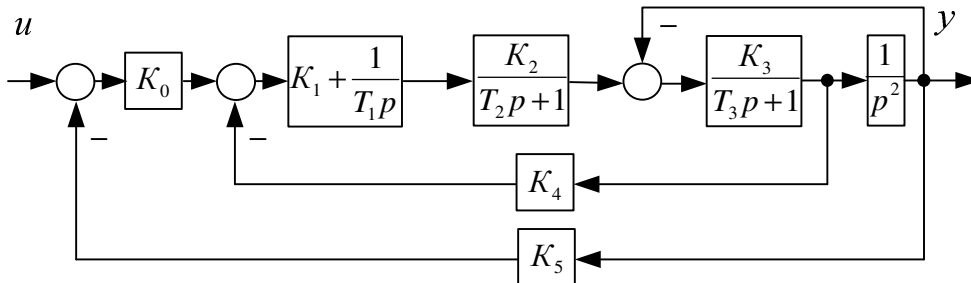 u
y
−
K₀
K₁ + 1/(T₁p)
K₂/(T₂p + 1)
K₃/(T₃p + 1)
1/p²
−
−
K₄
K₅